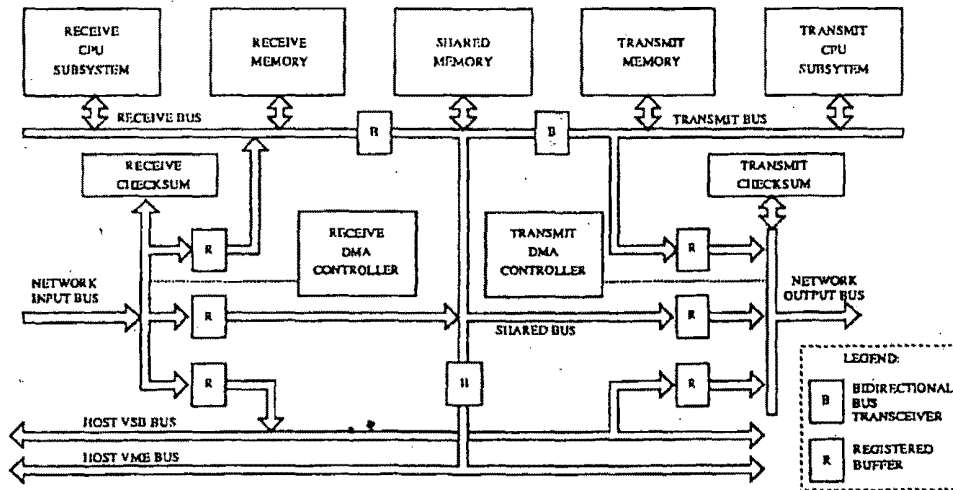 RECEIVE
CPU
SUBSYSTEM
RECEIVE
MEMORY
SHARED
MEMORY
TRANSMIT
MEMORY
TRANSMIT
CPU
SUBSYTEM
RECEIVE BUS
B
B
TRANSMIT BUS
RECEIVE
CHECKSUM
TRANSMIT
CHECKSUM
R
RECEIVE
DMA
CONTROLLER
TRANSMIT
DMA
CONTROLLER
R
NETWORK
INPUT BUS
NETWORK
OUTPUT BUS
R
SHARED BUS
R
R
B
R
HOST VSB BUS
HOST VME BUS
LEGEND:
B
BIDIRECTIONAL
BUS
TRANSCEIVER
R
REGISTERED
BUFFER